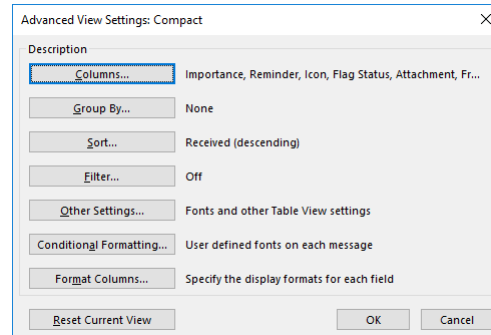 Advanced View Settings: Compact
Description
Columns... Importance, Reminder, Icon, Flag Status, Attachment, Fr...
Group By... None
Sort... Received (descending)
Filter... Off
Other Settings... Fonts and other Table View settings
Conditional Formatting... User defined fonts on each message
Format Columns... Specify the display formats for each field
Reset Current View OK Cancel